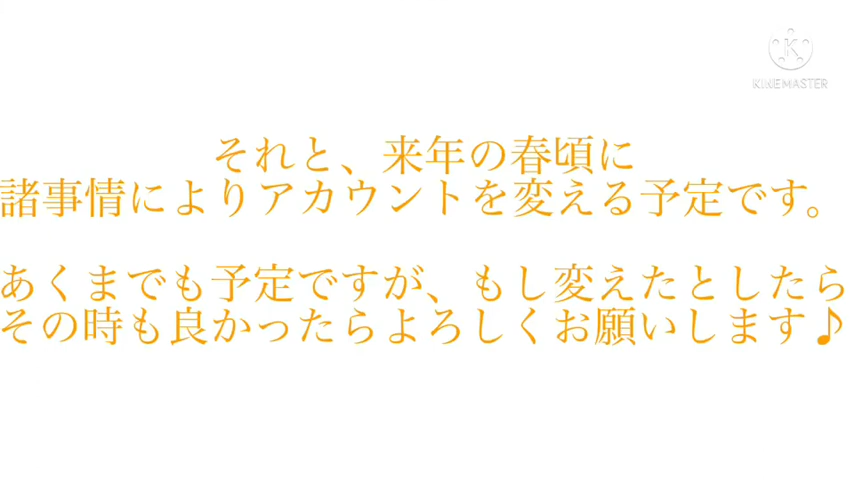 KINEMASTER
それと、来年の春頃に
諸事情によりアカウントを変える予定です。
あくまでも予定ですが、もし変えたとしたら
その時も良かったらよろしくお願いします♪